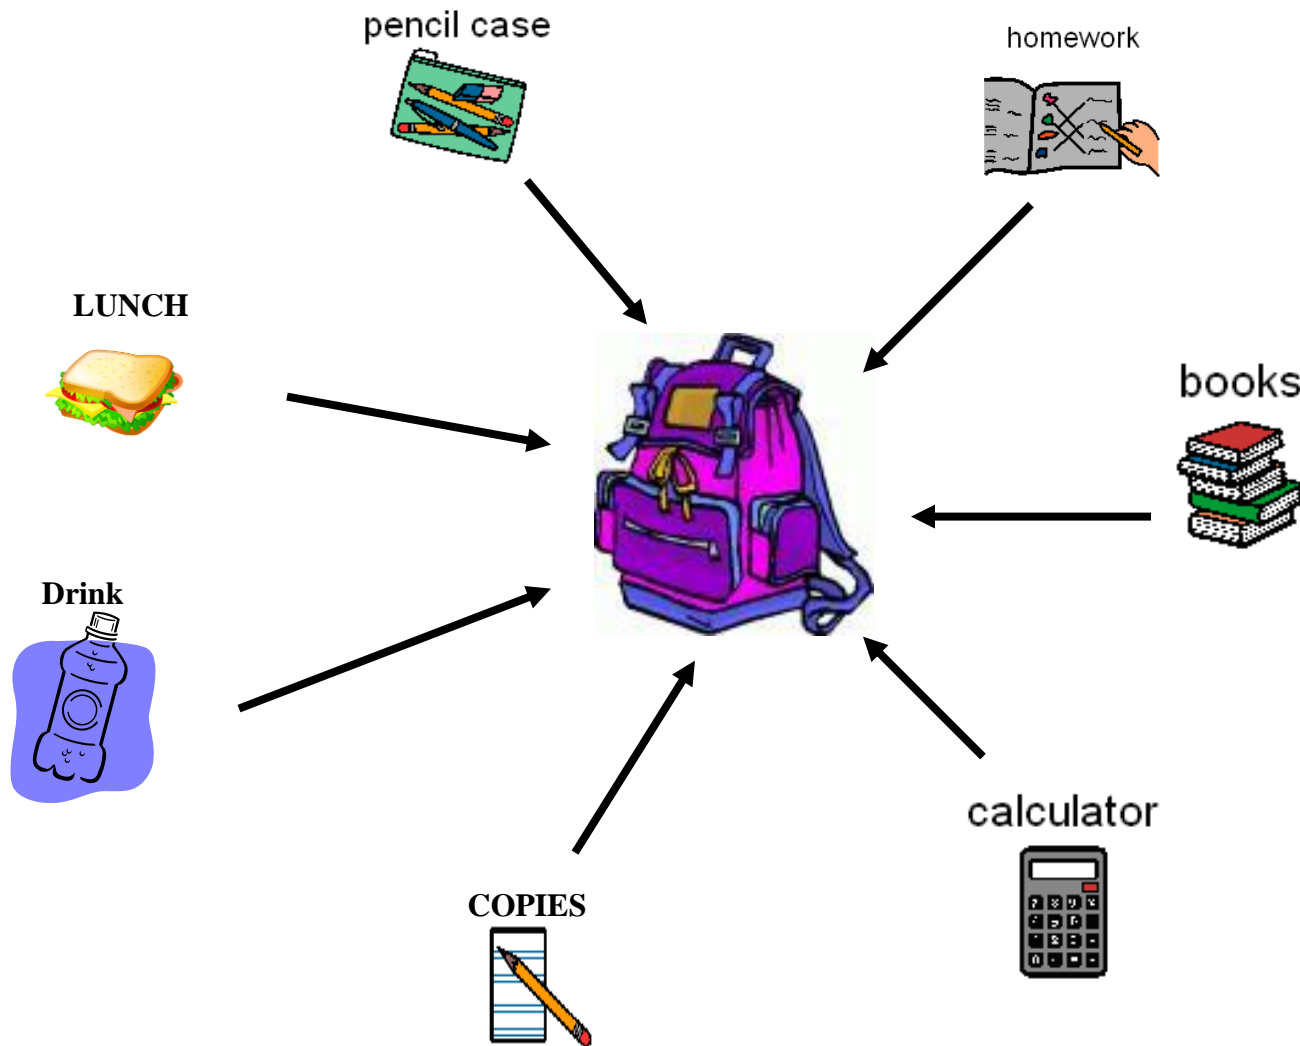 pencil case
homework
LUNCH
books
Drink
calculator
COPIES